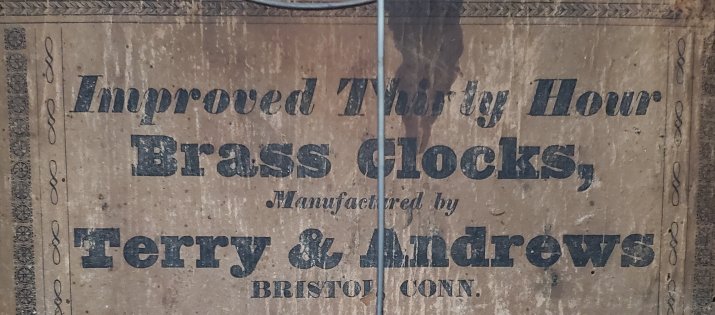 Improved Thirty Hour
Brass Clocks,
Manufactured by
Terry & Andrews
BRISTOL, CONN.